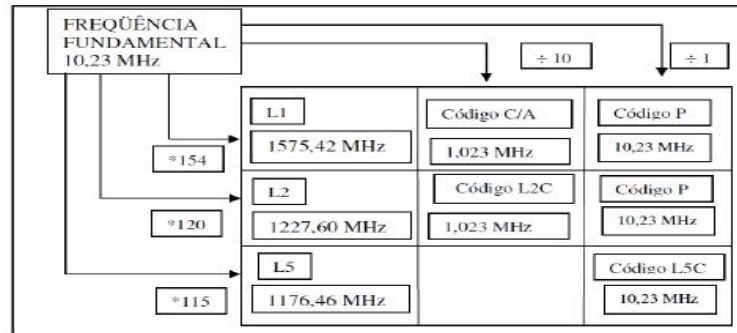 FREQÜÊNCIA
FUNDAMENTAL
10,23 MHz
÷ 10
÷ 1
L1
Código C/A
Código P
1575,42 MHz
1,023 MHz
10,23 MHz
*154
L2
Código L2C
Código P
1227,60 MHz
1,023 MHz
10,23 MHz
*120
L5
Código L5C
1176,46 MHz
10,23 MHz
*115